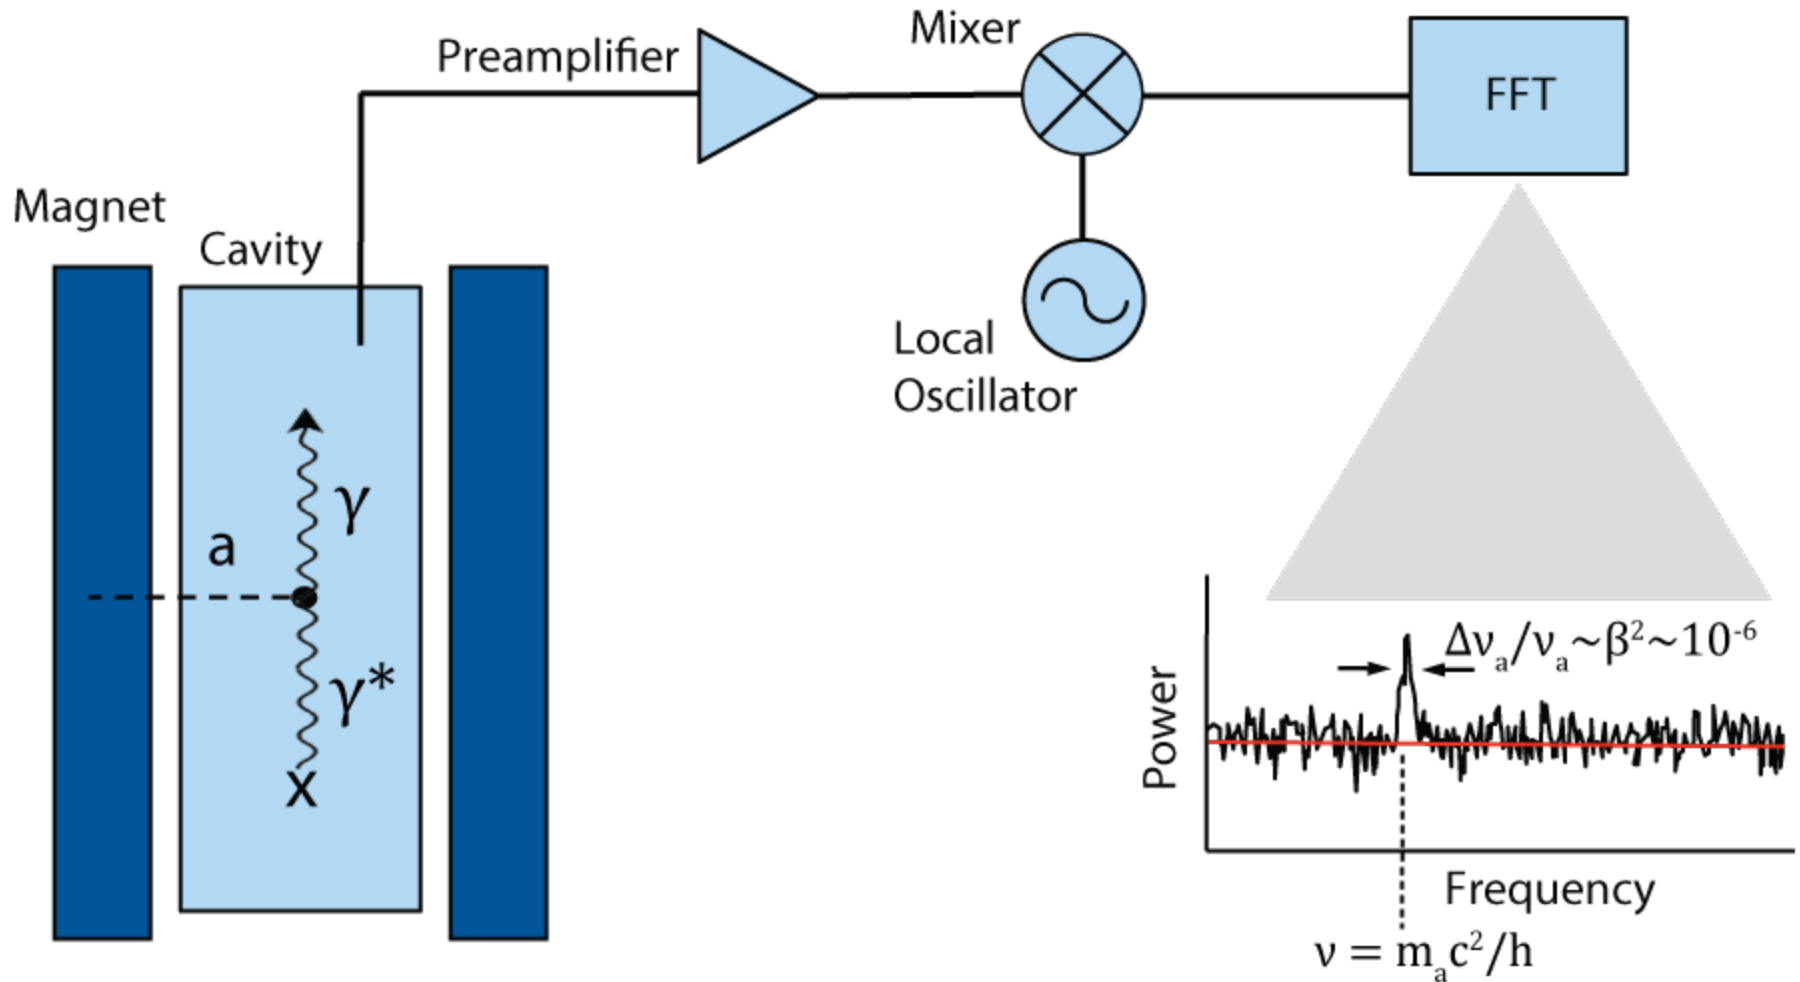 Mixer
Preamplifier
FFT
Magnet
Cavity
Local
Oscillator
γ
a
γ*
x
Δνₐ/νₐ~β²~10⁻⁶
Power
Frequency
ν = mₐc²/h